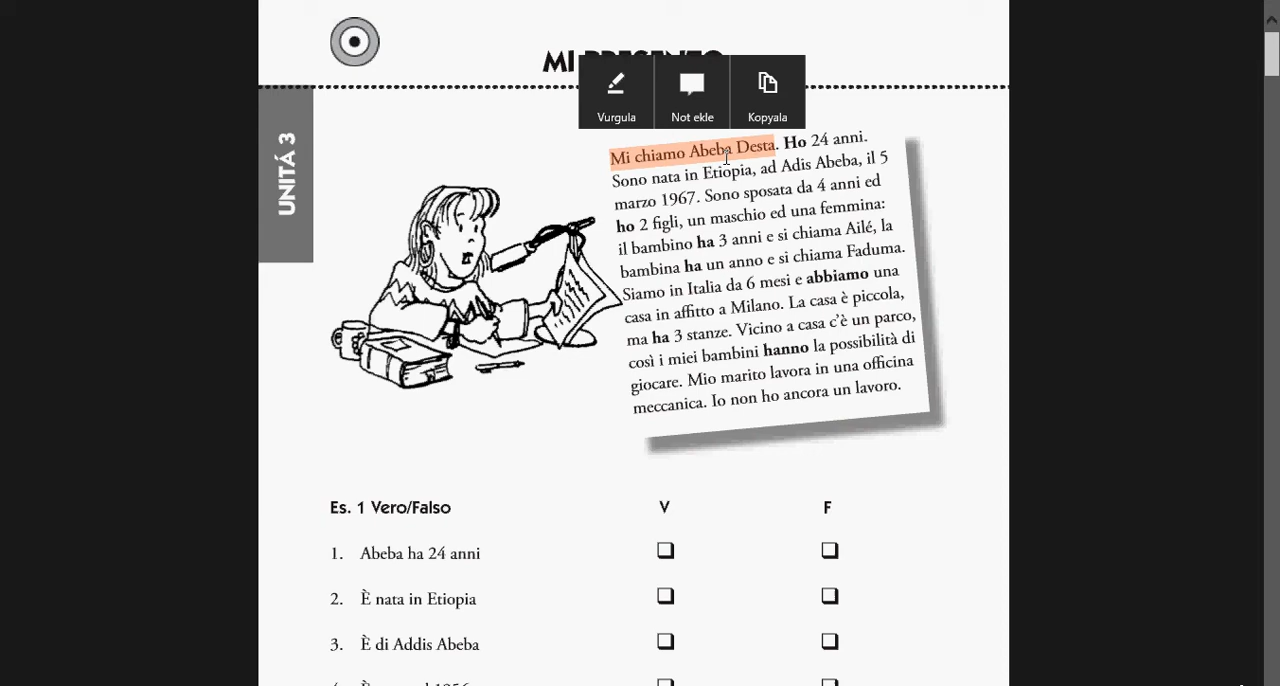 MI PRESENTO
Vurgula
Not ekle
Kopyala
UNITÁ 3
Mi chiamo Abeba Desta. Ho 24 anni.
Sono nata in Etiopia, ad Adis Abeba, il 5
marzo 1967. Sono sposata da 4 anni ed
ho 2 figli, un maschio ed una femmina:
il bambino ha 3 anni e si chiama Ailé, la
bambina ha un anno e si chiama Faduma.
Siamo in Italia da 6 mesi e abbiamo una
casa in affitto a Milano. La casa è piccola,
ma ha 3 stanze. Vicino a casa c'è un parco,
così i miei bambini hanno la possibilità di
giocare. Mio marito lavora in una officina
meccanica. Io non ho ancora un lavoro.
Es. 1 Vero/Falso V F
1. Abeba ha 24 anni
2. È nata in Etiopia
3. È di Addis Abeba